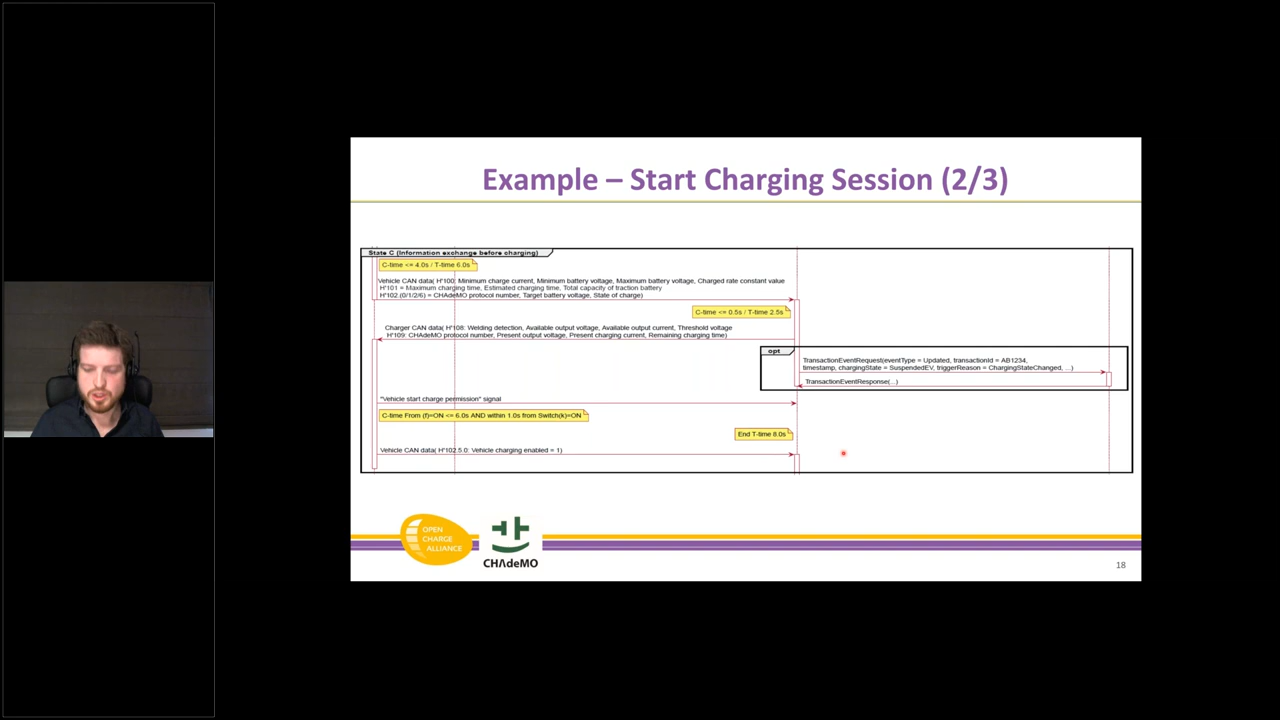 Example – Start Charging Session (2/3)
State C (Information exchange before charging)
C-time <= 4.0s / T-time 6.0s
Vehicle CAN data( H'100: Minimum charge current, Minimum battery voltage, Maximum battery voltage, Charged rate constant value
H'101 = Maximum charging time, Estimated charging time, Total capacity of traction battery
H'102 (0/1/2/6) = CHAdeMO protocol number, Target battery voltage, State of charge)
C-time <= 0.5s / T-time 2.5s
Charger CAN data( H'108: Welding detection, Available output voltage, Available output current, Threshold voltage
H'109: CHAdeMO protocol number, Present output voltage, Present charging current, Remaining charging time)
opt
TransactionEventRequest(eventType = Updated, transactionId = AB1234,
timestamp, chargingState = SuspendedEV, triggerReason = ChargingStateChanged, ...)
TransactionEventResponse(...)
"Vehicle start charge permission" signal
C-time From (f)=ON <= 6.0s AND within 1.0s from Switch(k)=ON
End T-time 8.0s
Vehicle CAN data( H'102.5.0: Vehicle charging enabled = 1)
OPEN
CHARGE
ALLIANCE
CHΛdeMO
18